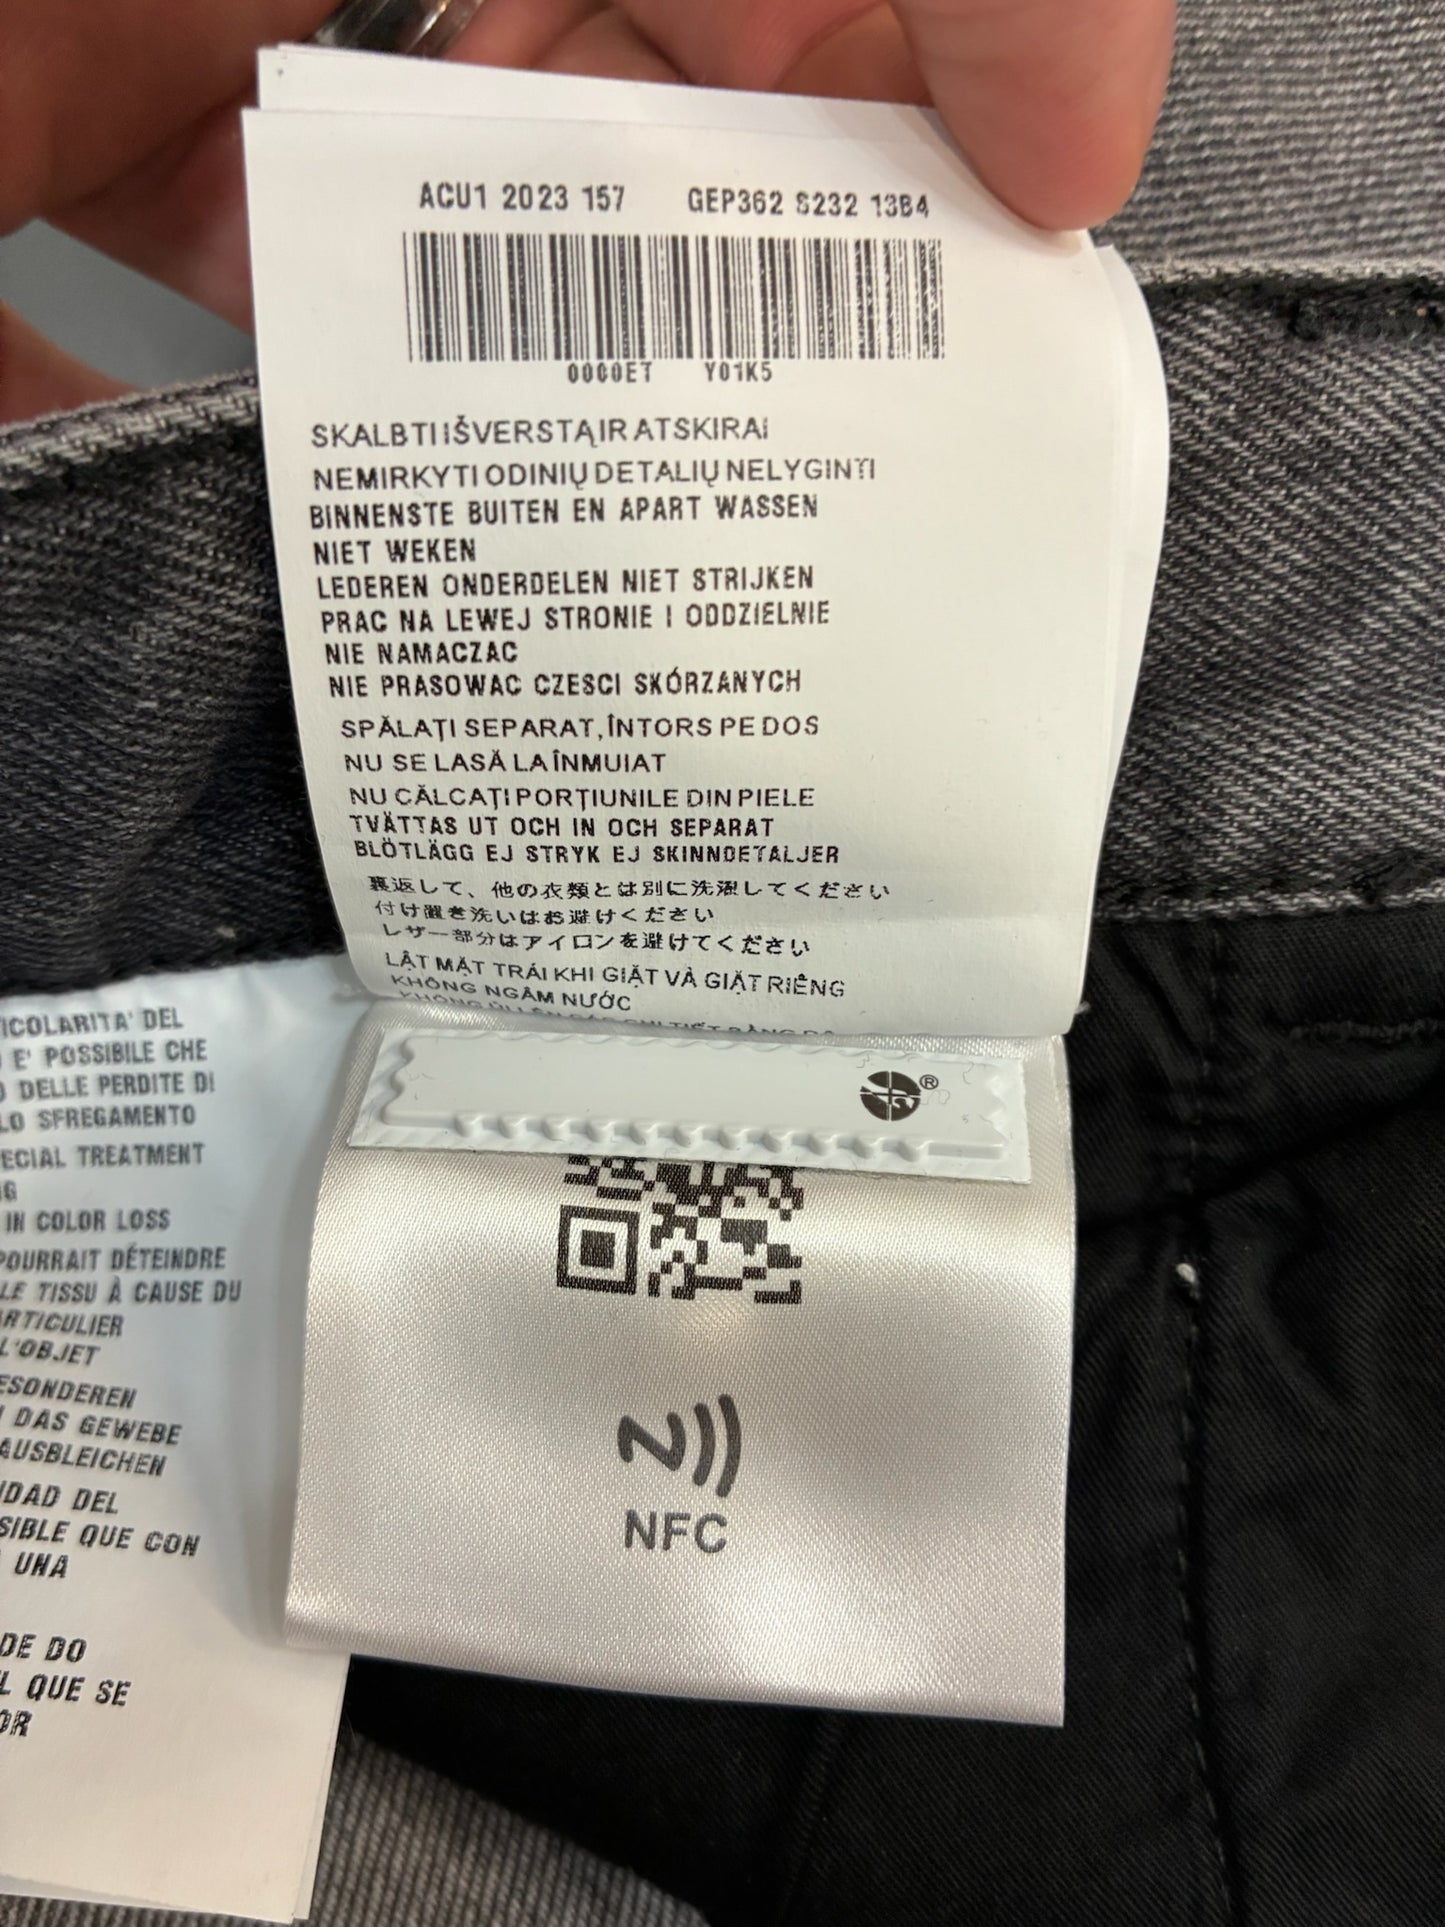 ACU1 2023 157 GEP362 S232 13B4
0000ET Y01K5
SKALBTI IŠVERSTĄ IR ATSKIRAI
NEMIRKYTI ODINIŲ DETALIŲ NELYGINTI
BINNENSTE BUITEN EN APART WASSEN
NIET WEKEN
LEDEREN ONDERDELEN NIET STRIJKEN
PRAC NA LEWEJ STRONIE I ODDZIELNIE
NIE NAMACZAC
NIE PRASOWAC CZESCI SKÓRZANYCH
SPĂLAȚI SEPARAT, ÎNTORS PE DOS
NU SE LASĂ LA ÎNMUIAT
NU CĂLCAȚI PORȚIUNILE DIN PIELE
TVÄTTAS UT OCH IN OCH SEPARAT
BLÖTLÄGG EJ STRYK EJ SKINNDETALJER
裏返して、他の衣類とは別に洗濯してください
付け置き洗いはお避けください
レザー部分はアイロンを避けてください
LẬT MẶT TRÁI KHI GIẶT VÀ GIẶT RIÊNG
KHÔNG NGÂM NƯỚC
®
NFC
ICOLARITA' DEL
E' POSSIBILE CHE
DELLE PERDITE DI
LO SFREGAMENTO
ECIAL TREATMENT
IN COLOR LOSS
POURRAIT DÉTEINDRE
LE TISSU À CAUSE DU
ARTICULIER
L'OBJET
ESONDEREN
DAS GEWEBE
AUSBLEICHEN
IDAD DEL
SIBLE QUE CON
UNA
DE DO
L QUE SE
OR